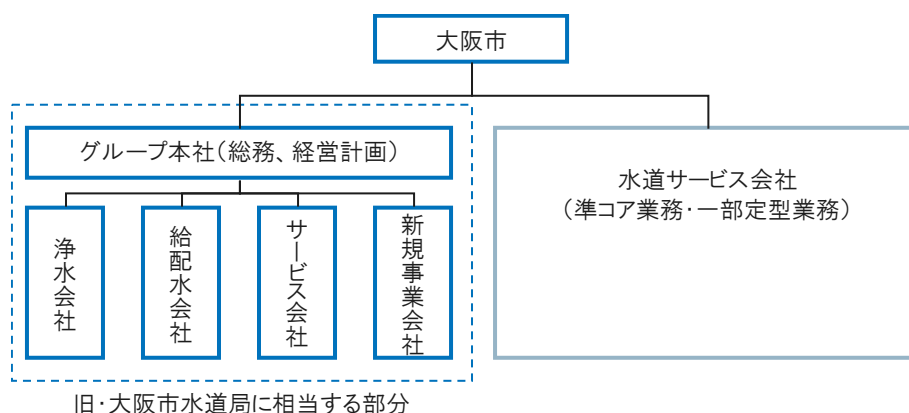 大阪市
グループ本社(総務、経営計画)
水道サービス会社
(準コア業務・一部定型業務)
浄水会社
給配水会社
サービス会社
新規事業会社
旧・大阪市水道局に相当する部分